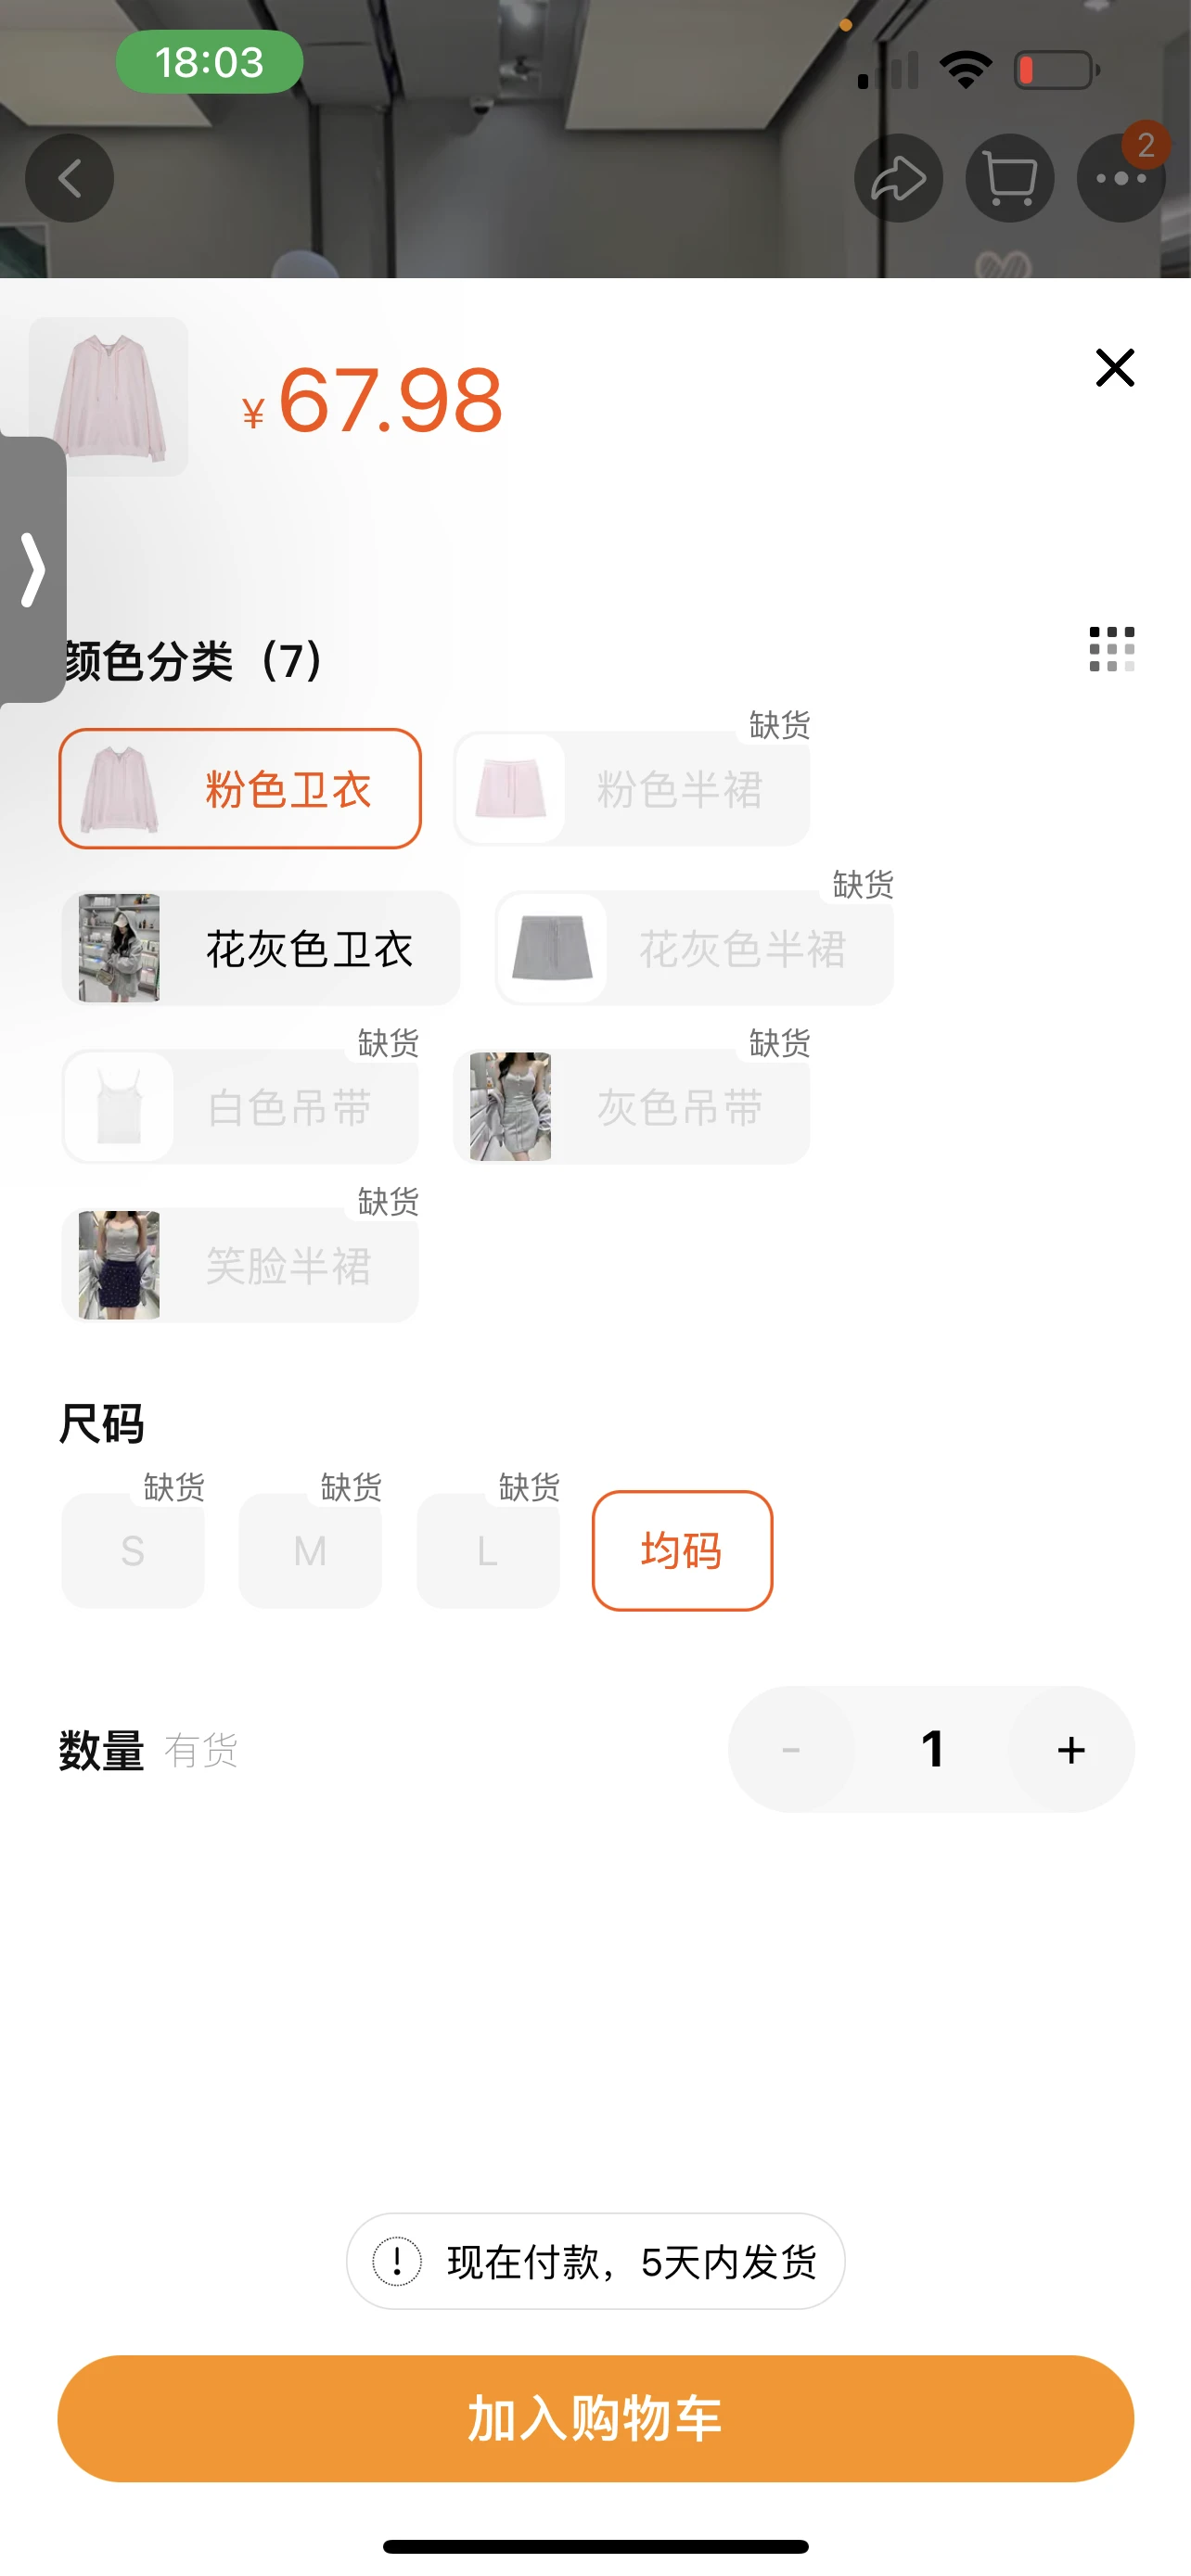 18:03
2
¥67.98
颜色分类（7）
粉色卫衣
缺货
粉色半裙
花灰色卫衣
缺货
花灰色半裙
缺货
白色吊带
缺货
灰色吊带
缺货
笑脸半裙
尺码
缺货
S
缺货
M
缺货
L
均码
数量 有货
- 1 +
! 现在付款，5天内发货
加入购物车